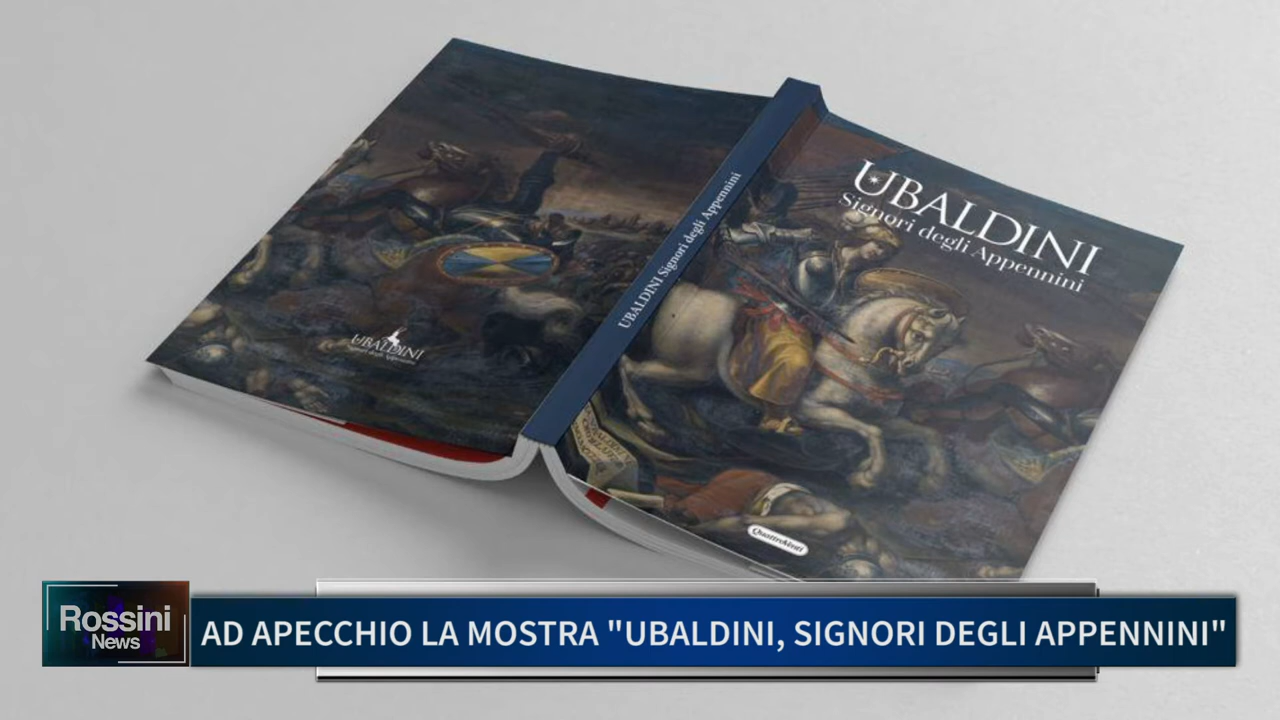 UBALDINI
Signori degli Appennini
UBALDINI Signori degli Appennini
UBALDINI
Signori degli Appennini
QuattroVenti
Rossini
News
AD APECCHIO LA MOSTRA "UBALDINI, SIGNORI DEGLI APPENNINI"